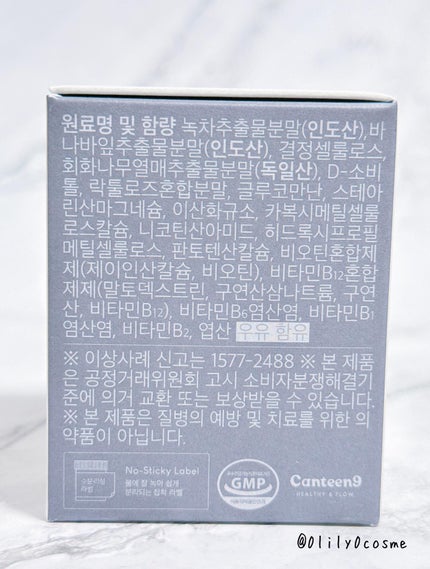 원료명 및 함량 녹차추출물분말(인도산),바
나바잎추출물분말(인도산), 결정셀룰로스,
회화나무열매추출물분말(독일산), D-소비
톨, 락툴로즈혼합분말, 글루코만난, 스테아
린산마그네슘, 이산화규소, 카복시메틸셀룰
로스칼슘, 니코틴산아미드, 히드록시프로필
메틸셀룰로스, 판토텐산칼슘, 비오틴혼합제
제(제이인산칼슘, 비오틴), 비타민B12혼합
제제(말토덱스트린, 구연산삼나트륨, 구연
산, 비타민B12), 비타민B6염산염, 비타민B1
염산염, 비타민B2, 엽산 우유 함유
※ 이상사례 신고는 1577-2488 ※ 본 제품
은 공정거래위원회 고시 소비자분쟁해결기
준에 의거 교환 또는 보상받을 수 있습니다.
※ 본 제품은 질병의 예방 및 치료를 위한 의
약품이 아닙니다.
수분리성
라벨
No-Sticky Label
물에 잘 녹아 쉽게
분리되는 접착 라벨
GMP
Canteen9
HEALTHY & FLOW
@0lily0cosme